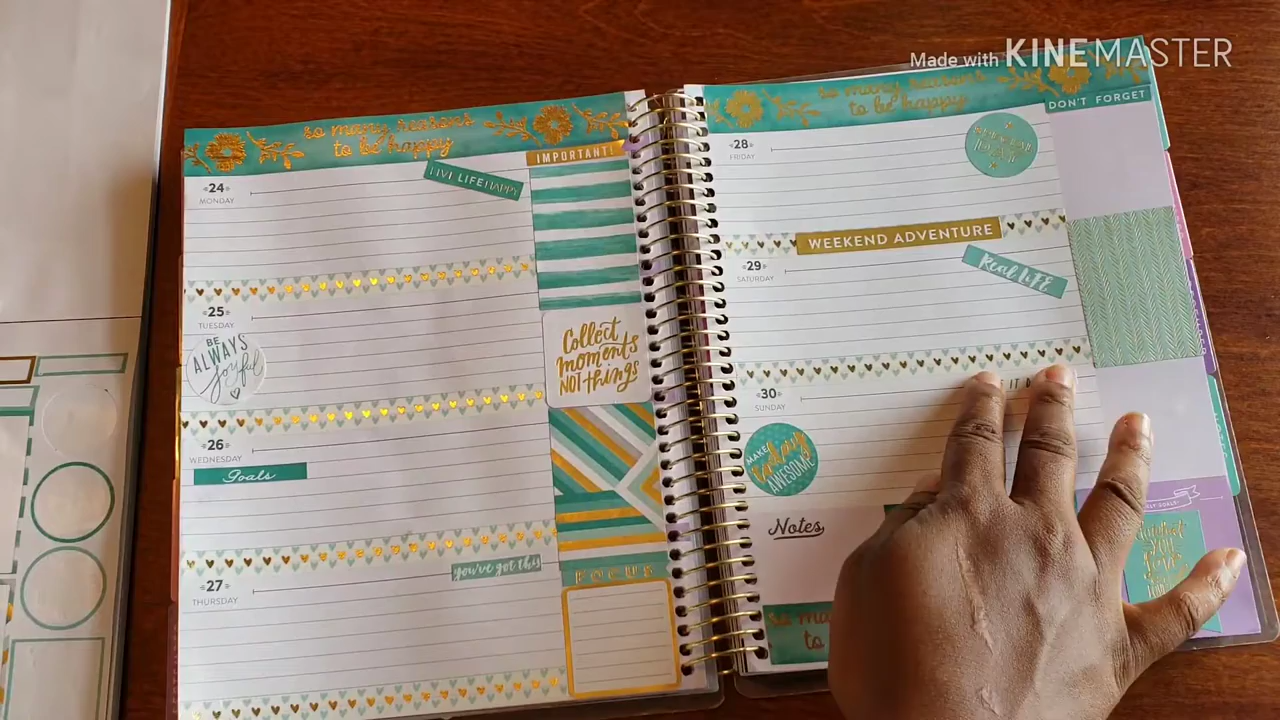 Made with KINEMASTER
so many reasons
to be happy
IMPORTANT!
24
MONDAY
LIVE LIFE HAPPY
25
TUESDAY
BE
ALWAYS
joyful
Collect
moments
NOT things
26
WEDNESDAY
Goals
27
THURSDAY
you've got this
FOCUS
so many reasons
to be happy
DON'T FORGET
28
FRIDAY
WEEKEND ADVENTURE
29
SATURDAY
Real LIFE
30
SUNDAY
MAKE
today
AWESOME
Notes
so
to